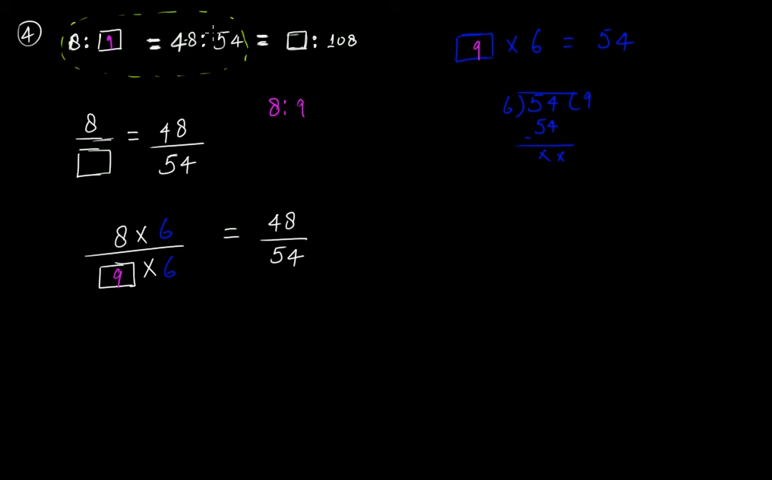 ④ 8 : 9 = 48 : 54 = □ : 108
8 : 9
8/□ = 48/54
8 × 6 / 9 × 6 = 48/54
9 × 6 = 54
6 ) 54 ( 9
- 54
x x